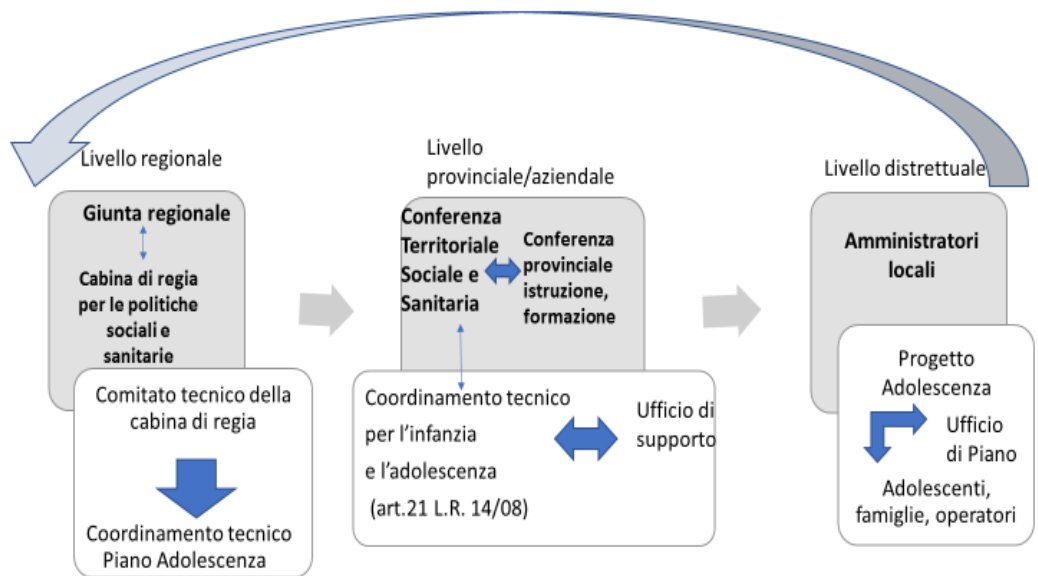 Livello regionale
Giunta regionale
Cabina di regia
per le politiche
sociali e
sanitarie
Comitato tecnico della
cabina di regia
Coordinamento tecnico
Piano Adolescenza
Livello
provinciale/aziendale
Conferenza
Territoriale
Sociale e
Sanitaria
Conferenza
provinciale
istruzione,
formazione
Coordinamento tecnico
per l'infanzia
e l'adolescenza
(art.21 L.R. 14/08)
Ufficio di
supporto
Livello distrettuale
Amministratori
locali
Progetto
Adolescenza
Ufficio
di Piano
Adolescenti,
famiglie, operatori